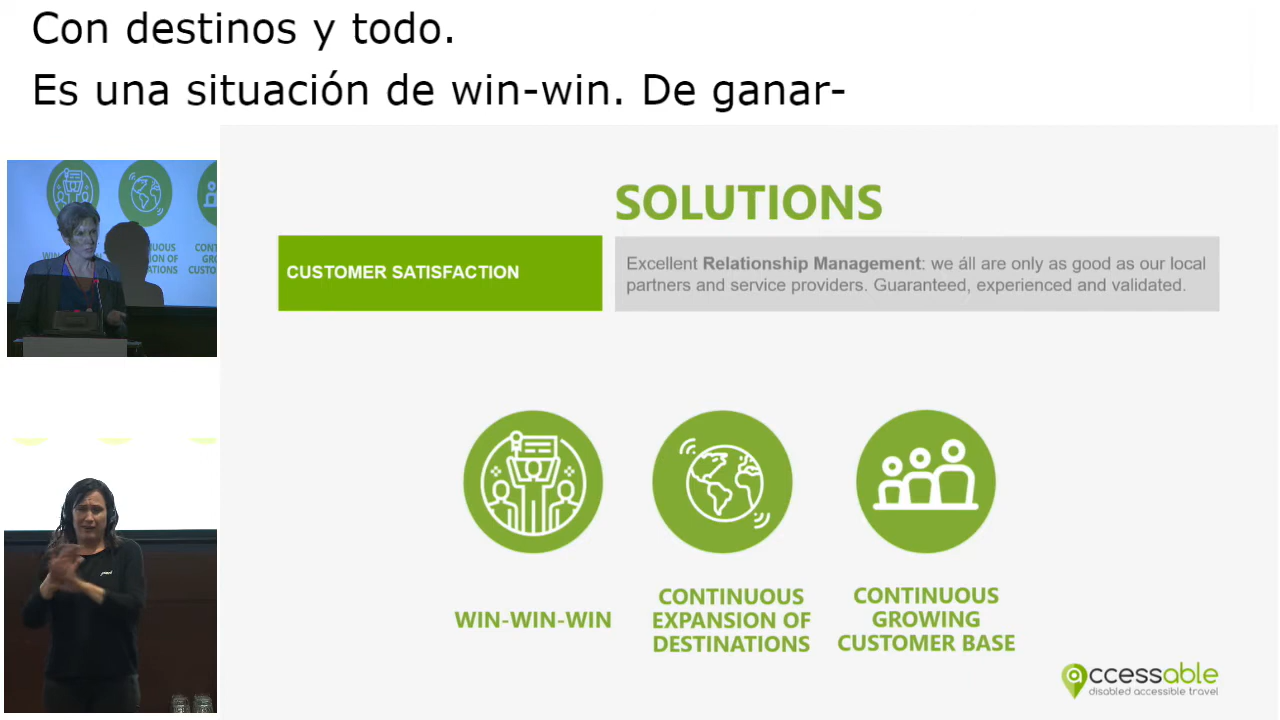 Con destinos y todo.
Es una situación de win-win. De ganar-
SOLUTIONS
CUSTOMER SATISFACTION
Excellent Relationship Management: we áll are only as good as our local
partners and service providers. Guaranteed, experienced and validated.
WIN-WIN-WIN
CONTINUOUS
EXPANSION OF
DESTINATIONS
CONTINUOUS
GROWING
CUSTOMER BASE
accessable
disabled accessible travel